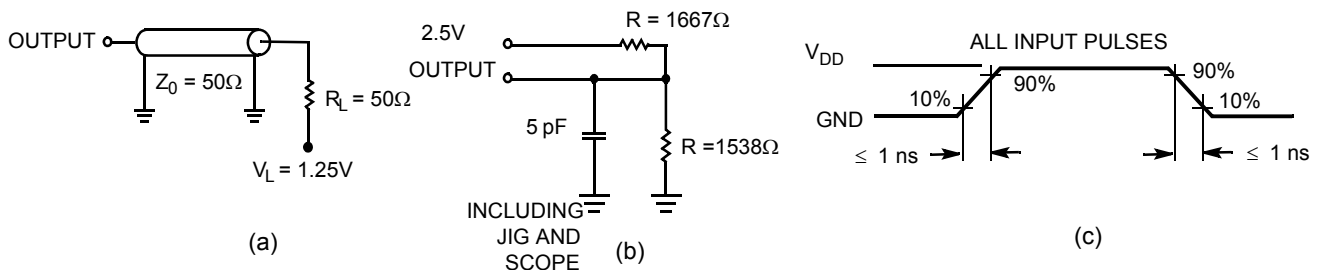 OUTPUT
Z0 = 50Ω
RL = 50Ω
VL = 1.25V
(a)
R = 1667Ω
2.5V
OUTPUT
5 pF
R =1538Ω
INCLUDING
JIG AND
SCOPE
(b)
ALL INPUT PULSES
VDD
GND
10%
90%
90%
10%
≤ 1 ns
≤ 1 ns
(c)